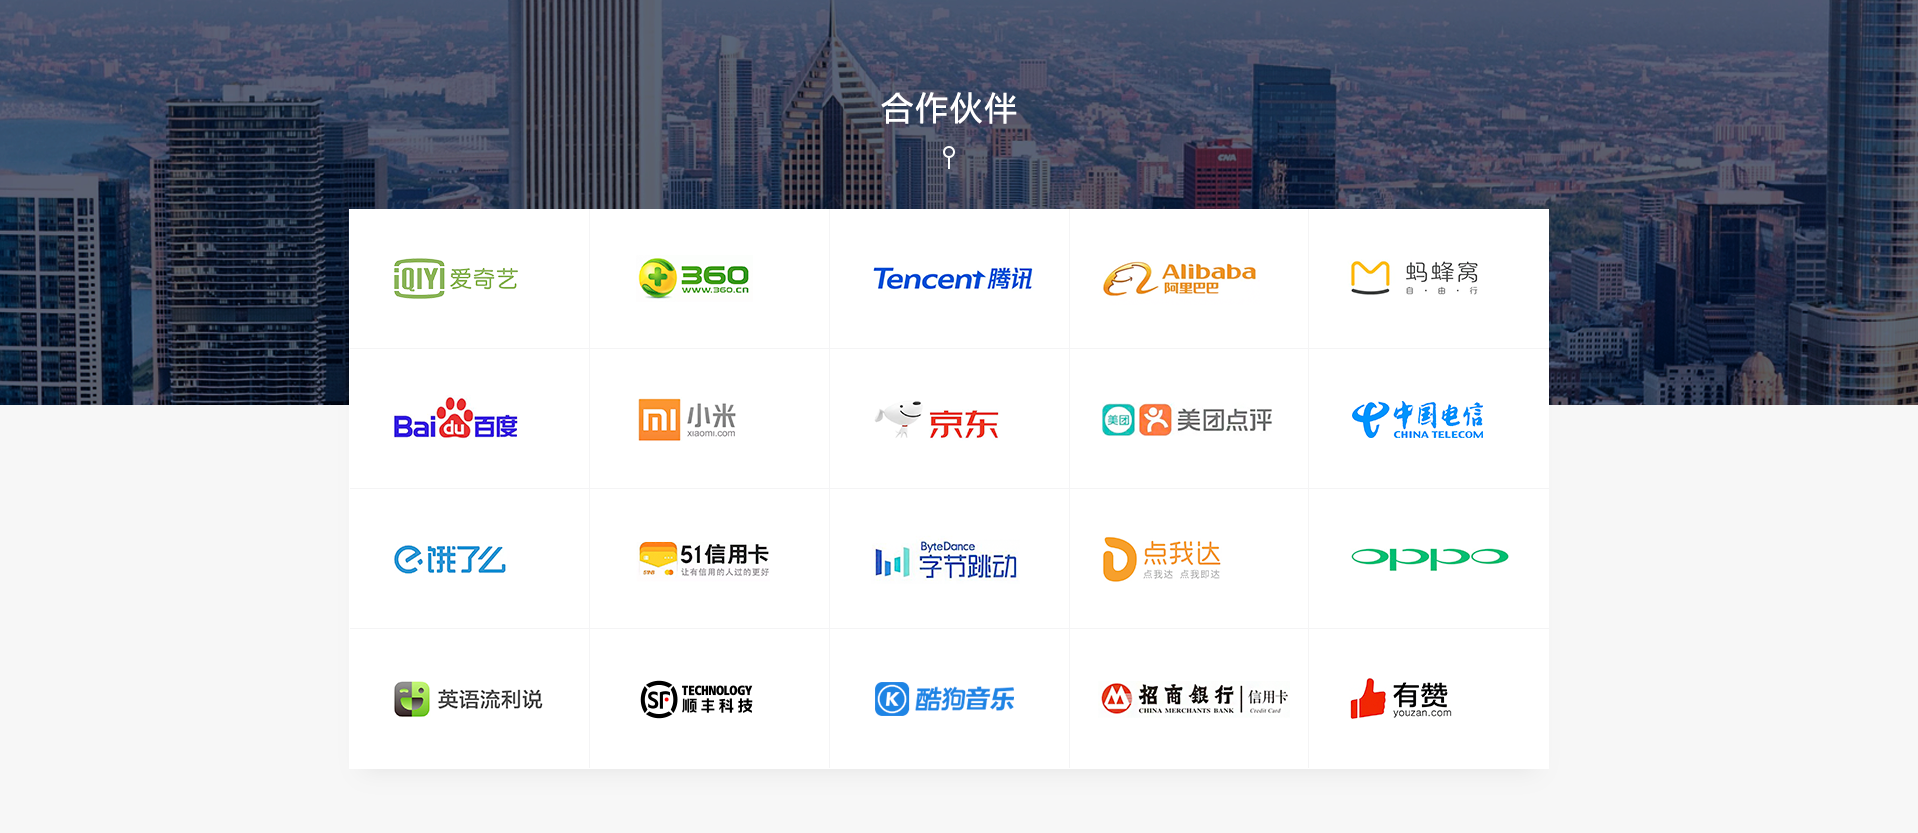 合作伙伴
CNA
iQIYI 爱奇艺
360
www.360.cn
Tencent 腾讯
Alibaba
阿里巴巴
蚂蜂窝
自·由·行
Bai du 百度
mi 小米
xiaomi.com
京东
美团 美团点评
中国电信
CHINA TELECOM
e 饿了么
51信用卡
让有信用的人过的更好
ByteDance
字节跳动
点我达
点我达 点我即达
oppo
英语流利说
SF TECHNOLOGY
顺丰科技
K 酷狗音乐
招商银行 信用卡
CHINA MERCHANTS BANK Credit Card
有赞
youzan.com